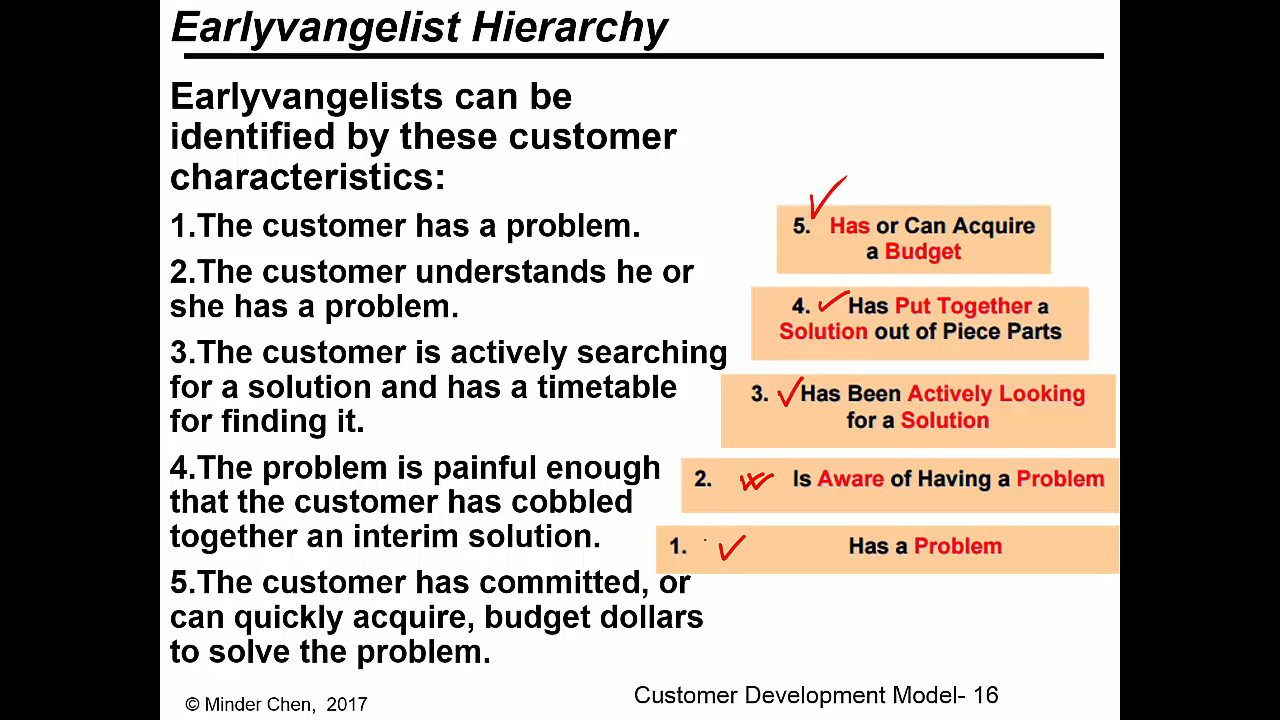 Earlyvangelist Hierarchy
Earlyvangelists can be
identified by these customer
characteristics:
1.The customer has a problem.
2.The customer understands he or
she has a problem.
3.The customer is actively searching
for a solution and has a timetable
for finding it.
4.The problem is painful enough
that the customer has cobbled
together an interim solution.
5.The customer has committed, or
can quickly acquire, budget dollars
to solve the problem.
5. Has or Can Acquire
a Budget
4. Has Put Together a
Solution out of Piece Parts
3. Has Been Actively Looking
for a Solution
2. Is Aware of Having a Problem
1. Has a Problem
© Minder Chen, 2017
Customer Development Model- 16